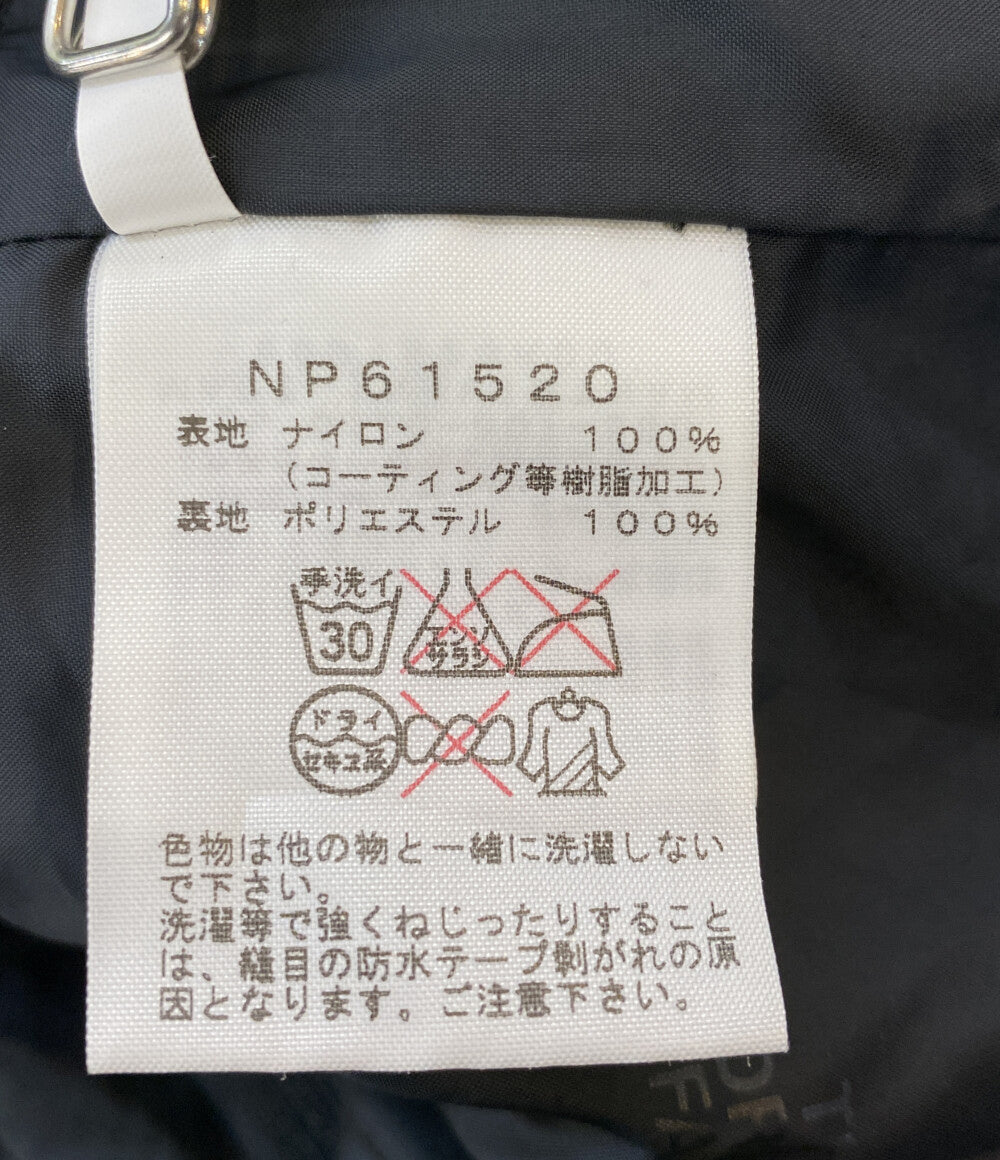 NP61520
表地 ナイロン 100%
(コーティング等樹脂加工)
裏地 ポリエステル 100%
手洗イ
30
エンソ
サラシ
ドライ
セキユ系
色物は他の物と一緒に洗濯しない
で下さい。
洗濯等で強くねじったりすること
は、縫目の防水テープ剝がれの原
因となります。ご注意下さい。